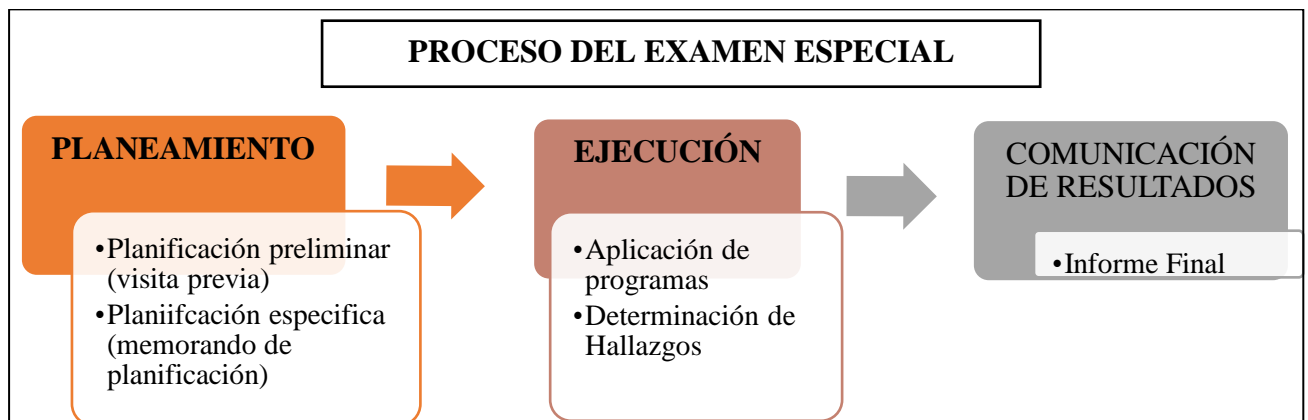 PROCESO DEL EXAMEN ESPECIAL
PLANEAMIENTO
•Planificación preliminar
(visita previa)
•Planiifcación especifica
(memorando de
planificación)
EJECUCIÓN
•Aplicación de
programas
•Determinación de
Hallazgos
COMUNICACIÓN
DE RESULTADOS
•Informe Final